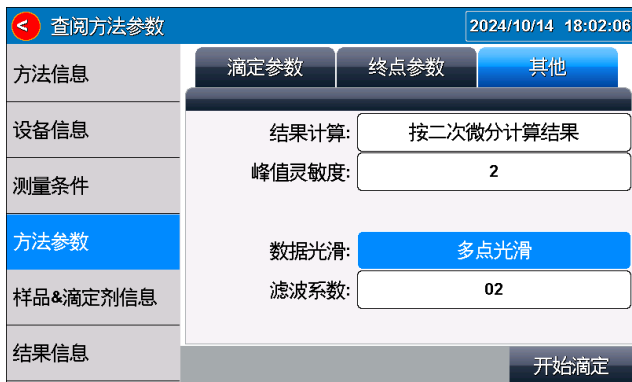 查阅方法参数
2024/10/14 18:02:06
方法信息
设备信息
测量条件
方法参数
样品&滴定剂信息
结果信息
滴定参数 终点参数 其他
结果计算: 按二次微分计算结果
峰值灵敏度: 2
数据光滑: 多点光滑
滤波系数: 02
开始滴定